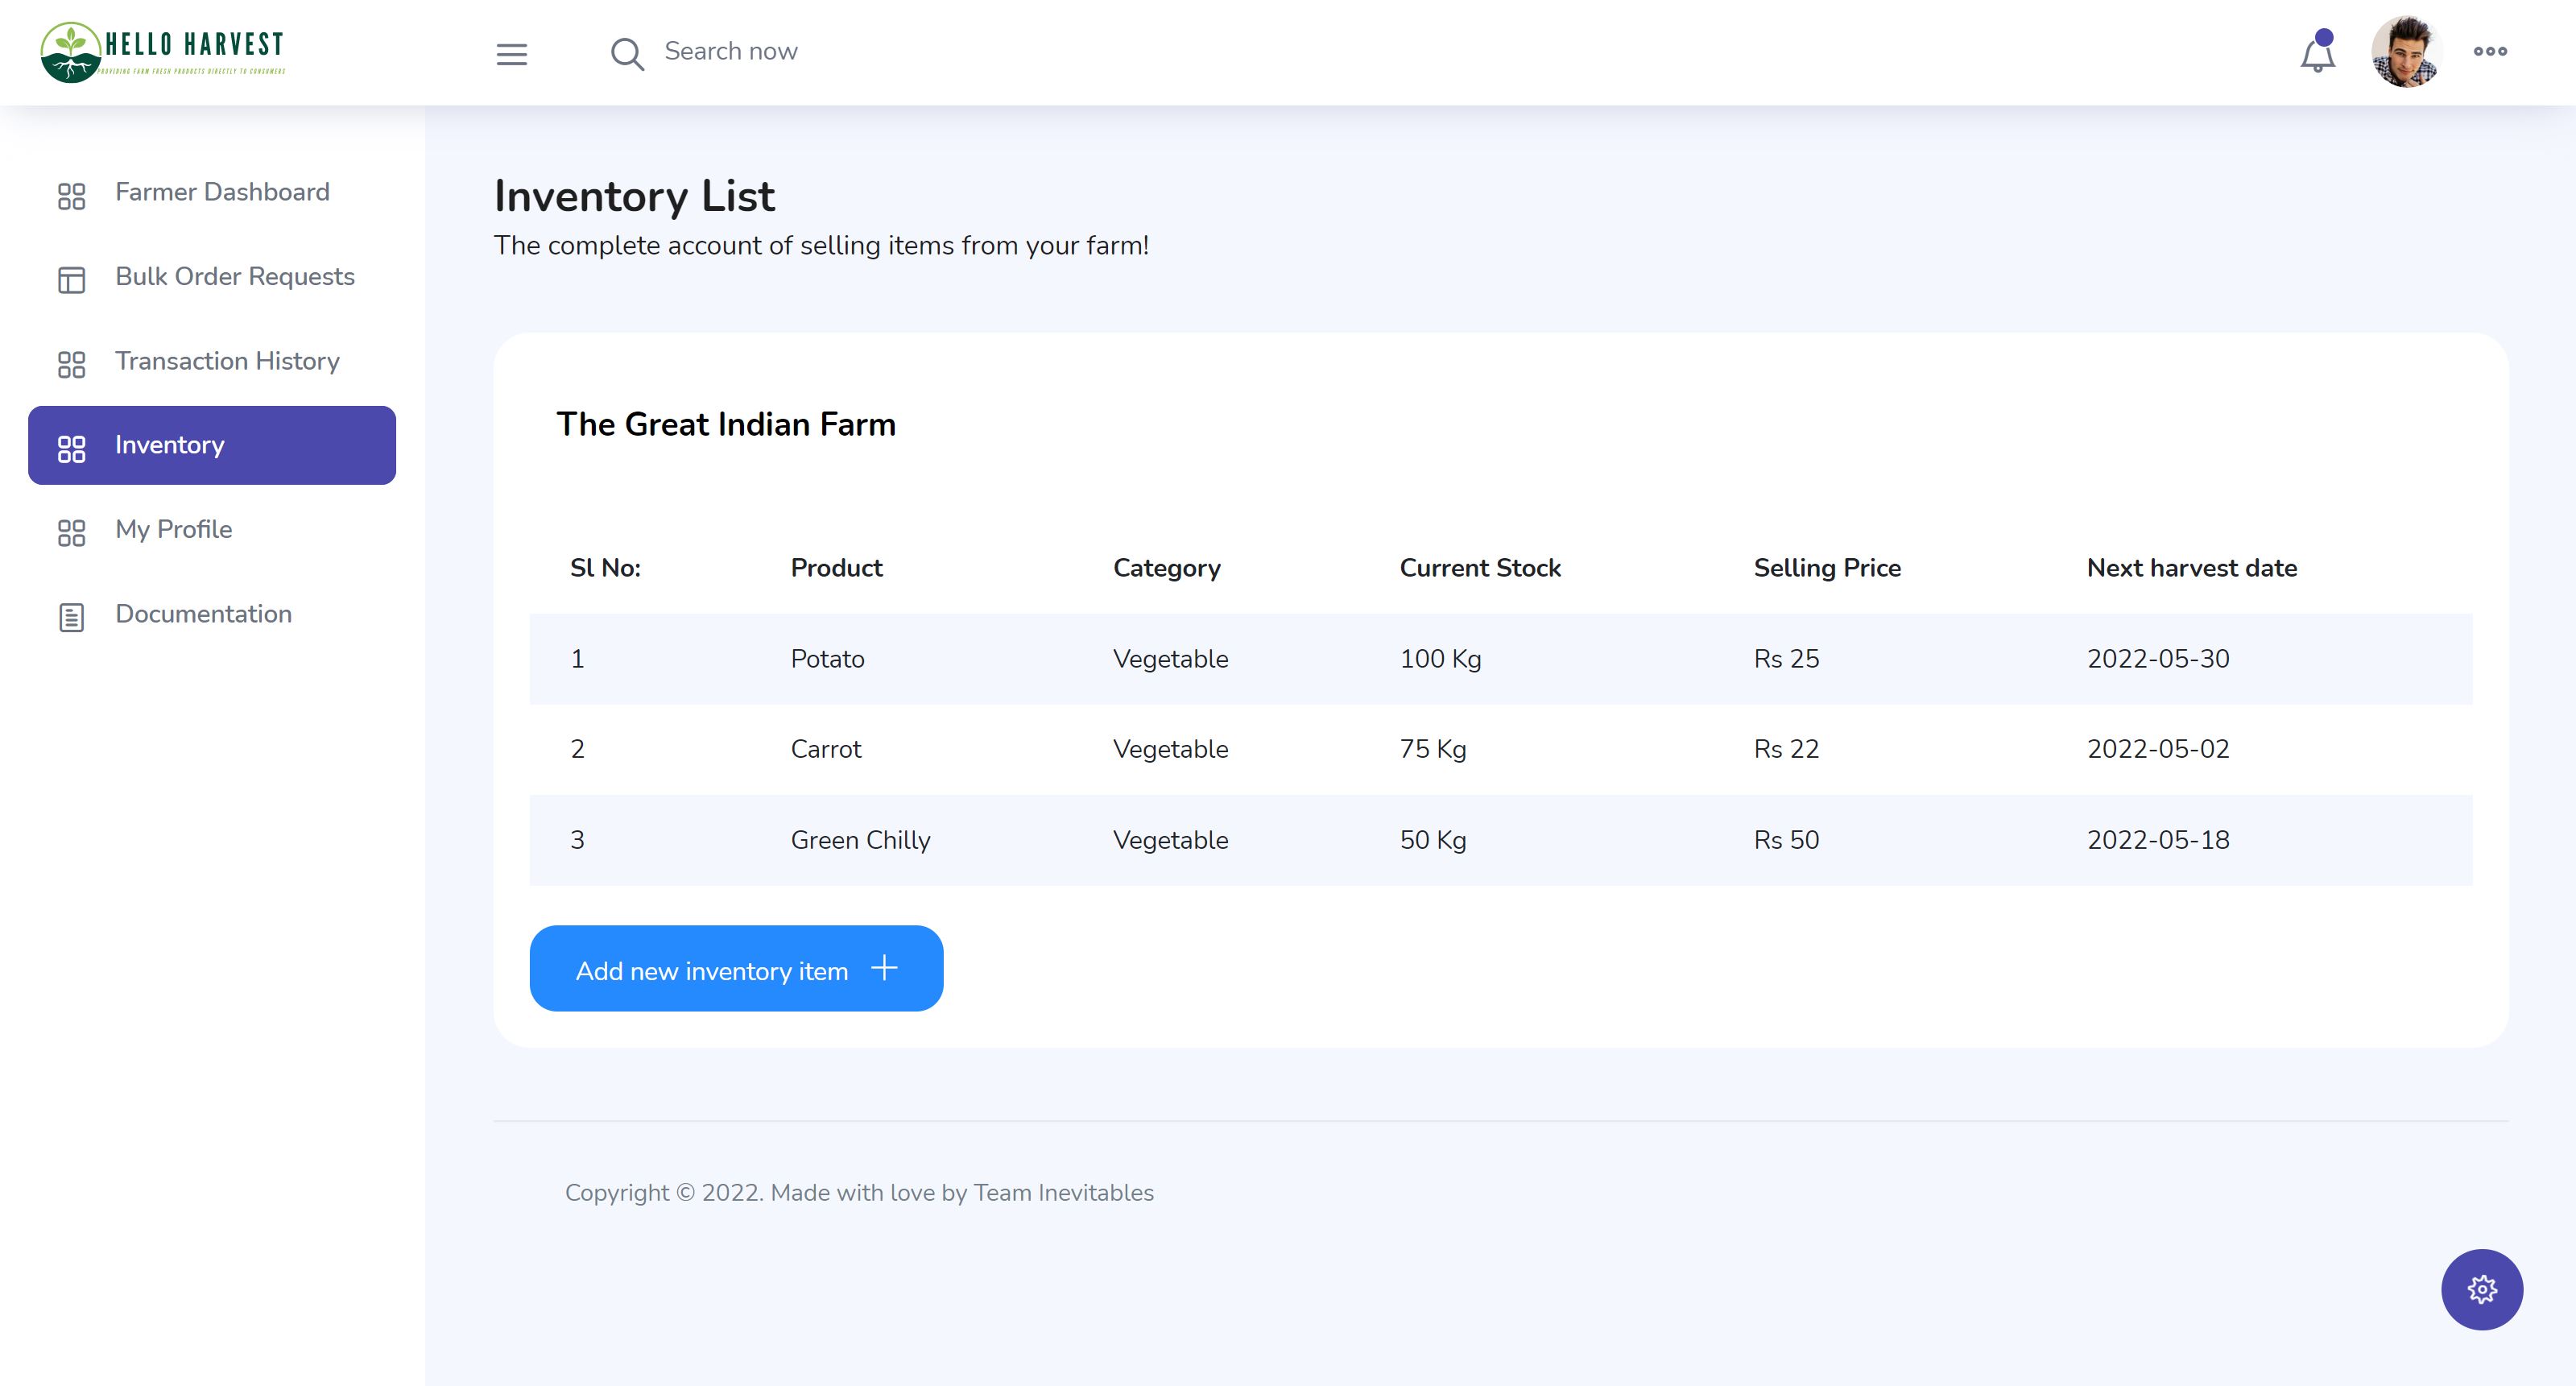 HELLO HARVEST
PROVIDING FARM FRESH PRODUCTS DIRECTLY TO CONSUMERS
Search now
Farmer Dashboard
Bulk Order Requests
Transaction History
Inventory
My Profile
Documentation
Inventory List
The complete account of selling items from your farm!
The Great Indian Farm
Sl No: Product Category Current Stock Selling Price Next harvest date
1 Potato Vegetable 100 Kg Rs 25 2022-05-30
2 Carrot Vegetable 75 Kg Rs 22 2022-05-02
3 Green Chilly Vegetable 50 Kg Rs 50 2022-05-18
Add new inventory item +
Copyright © 2022. Made with love by Team Inevitables